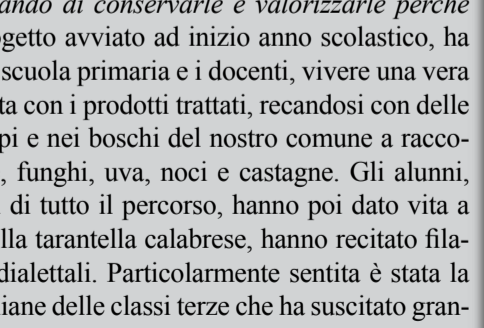 ando di conservarle e valorizzarle perché
ogetto avviato ad inizio anno scolastico, ha
scuola primaria e i docenti, vivere una vera
ta con i prodotti trattati, recandosi con delle
pi e nei boschi del nostro comune a racco-
, funghi, uva, noci e castagne. Gli alunni,
di tutto il percorso, hanno poi dato vita a
lla tarantella calabrese, hanno recitato fila-
dialettali. Particolarmente sentita è stata la
iane delle classi terze che ha suscitato gran-